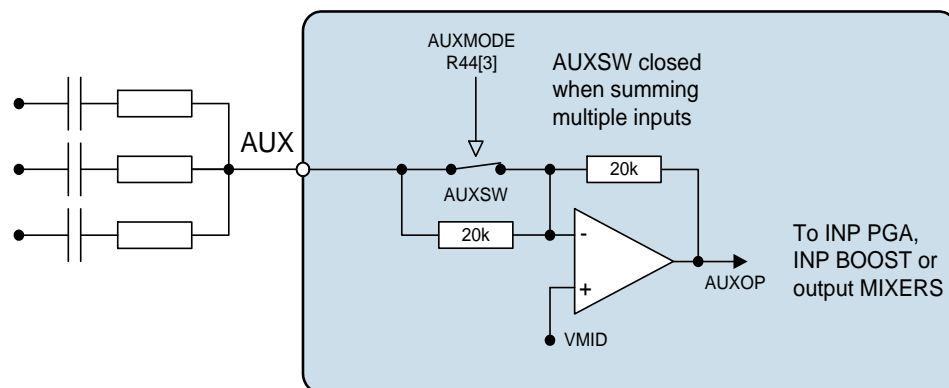 AUXMODE
R44[3]
AUXSW closed
when summing
multiple inputs
AUX
AUXSW
20k
20k
-
+
AUXOP
VMID
To INP PGA,
INP BOOST or
output MIXERS